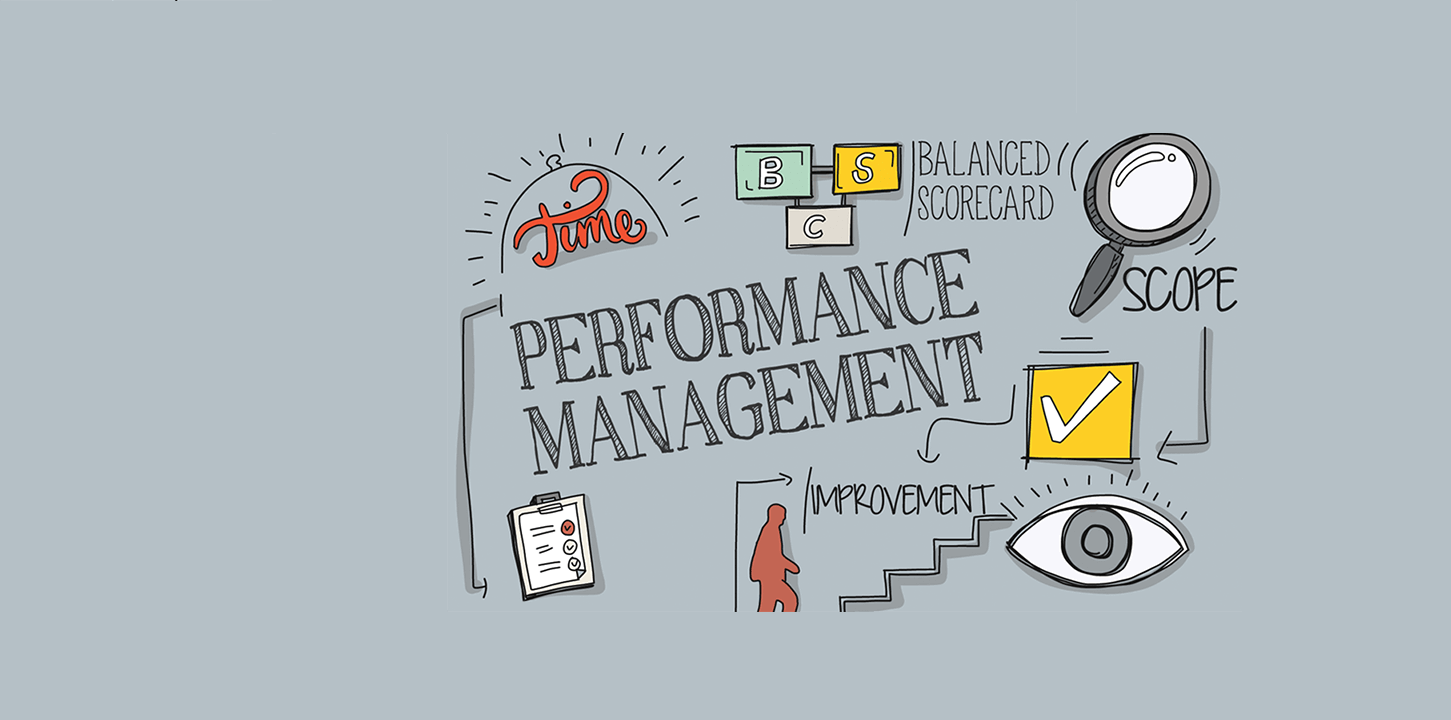 time
B S
C
BALANCED
SCORECARD
SCOPE
PERFORMANCE
MANAGEMENT
IMPROVEMENT